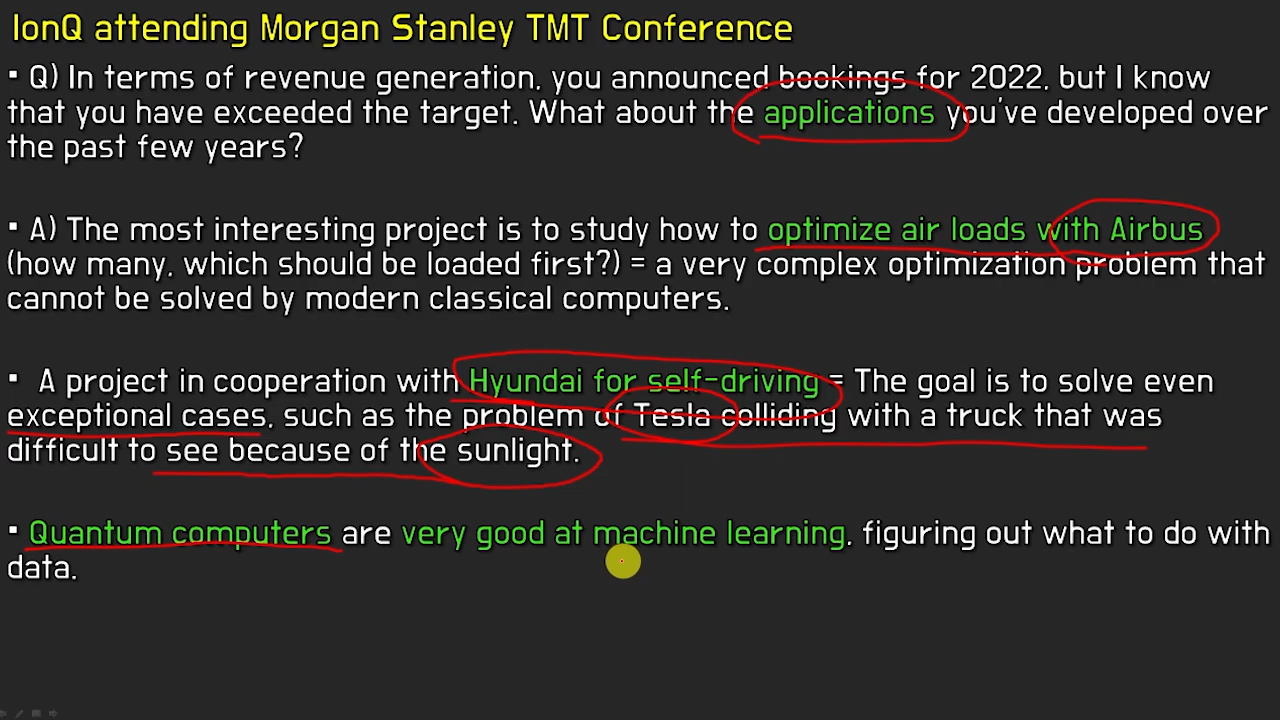 IonQ attending Morgan Stanley TMT Conference
▪ Q) In terms of revenue generation, you announced bookings for 2022, but I know
that you have exceeded the target. What about the applications you've developed over
the past few years?
▪ A) The most interesting project is to study how to optimize air loads with Airbus
(how many, which should be loaded first?) = a very complex optimization problem that
cannot be solved by modern classical computers.
▪ A project in cooperation with Hyundai for self-driving = The goal is to solve even
exceptional cases, such as the problem of Tesla colliding with a truck that was
difficult to see because of the sunlight.
▪ Quantum computers are very good at machine learning, figuring out what to do with
data.